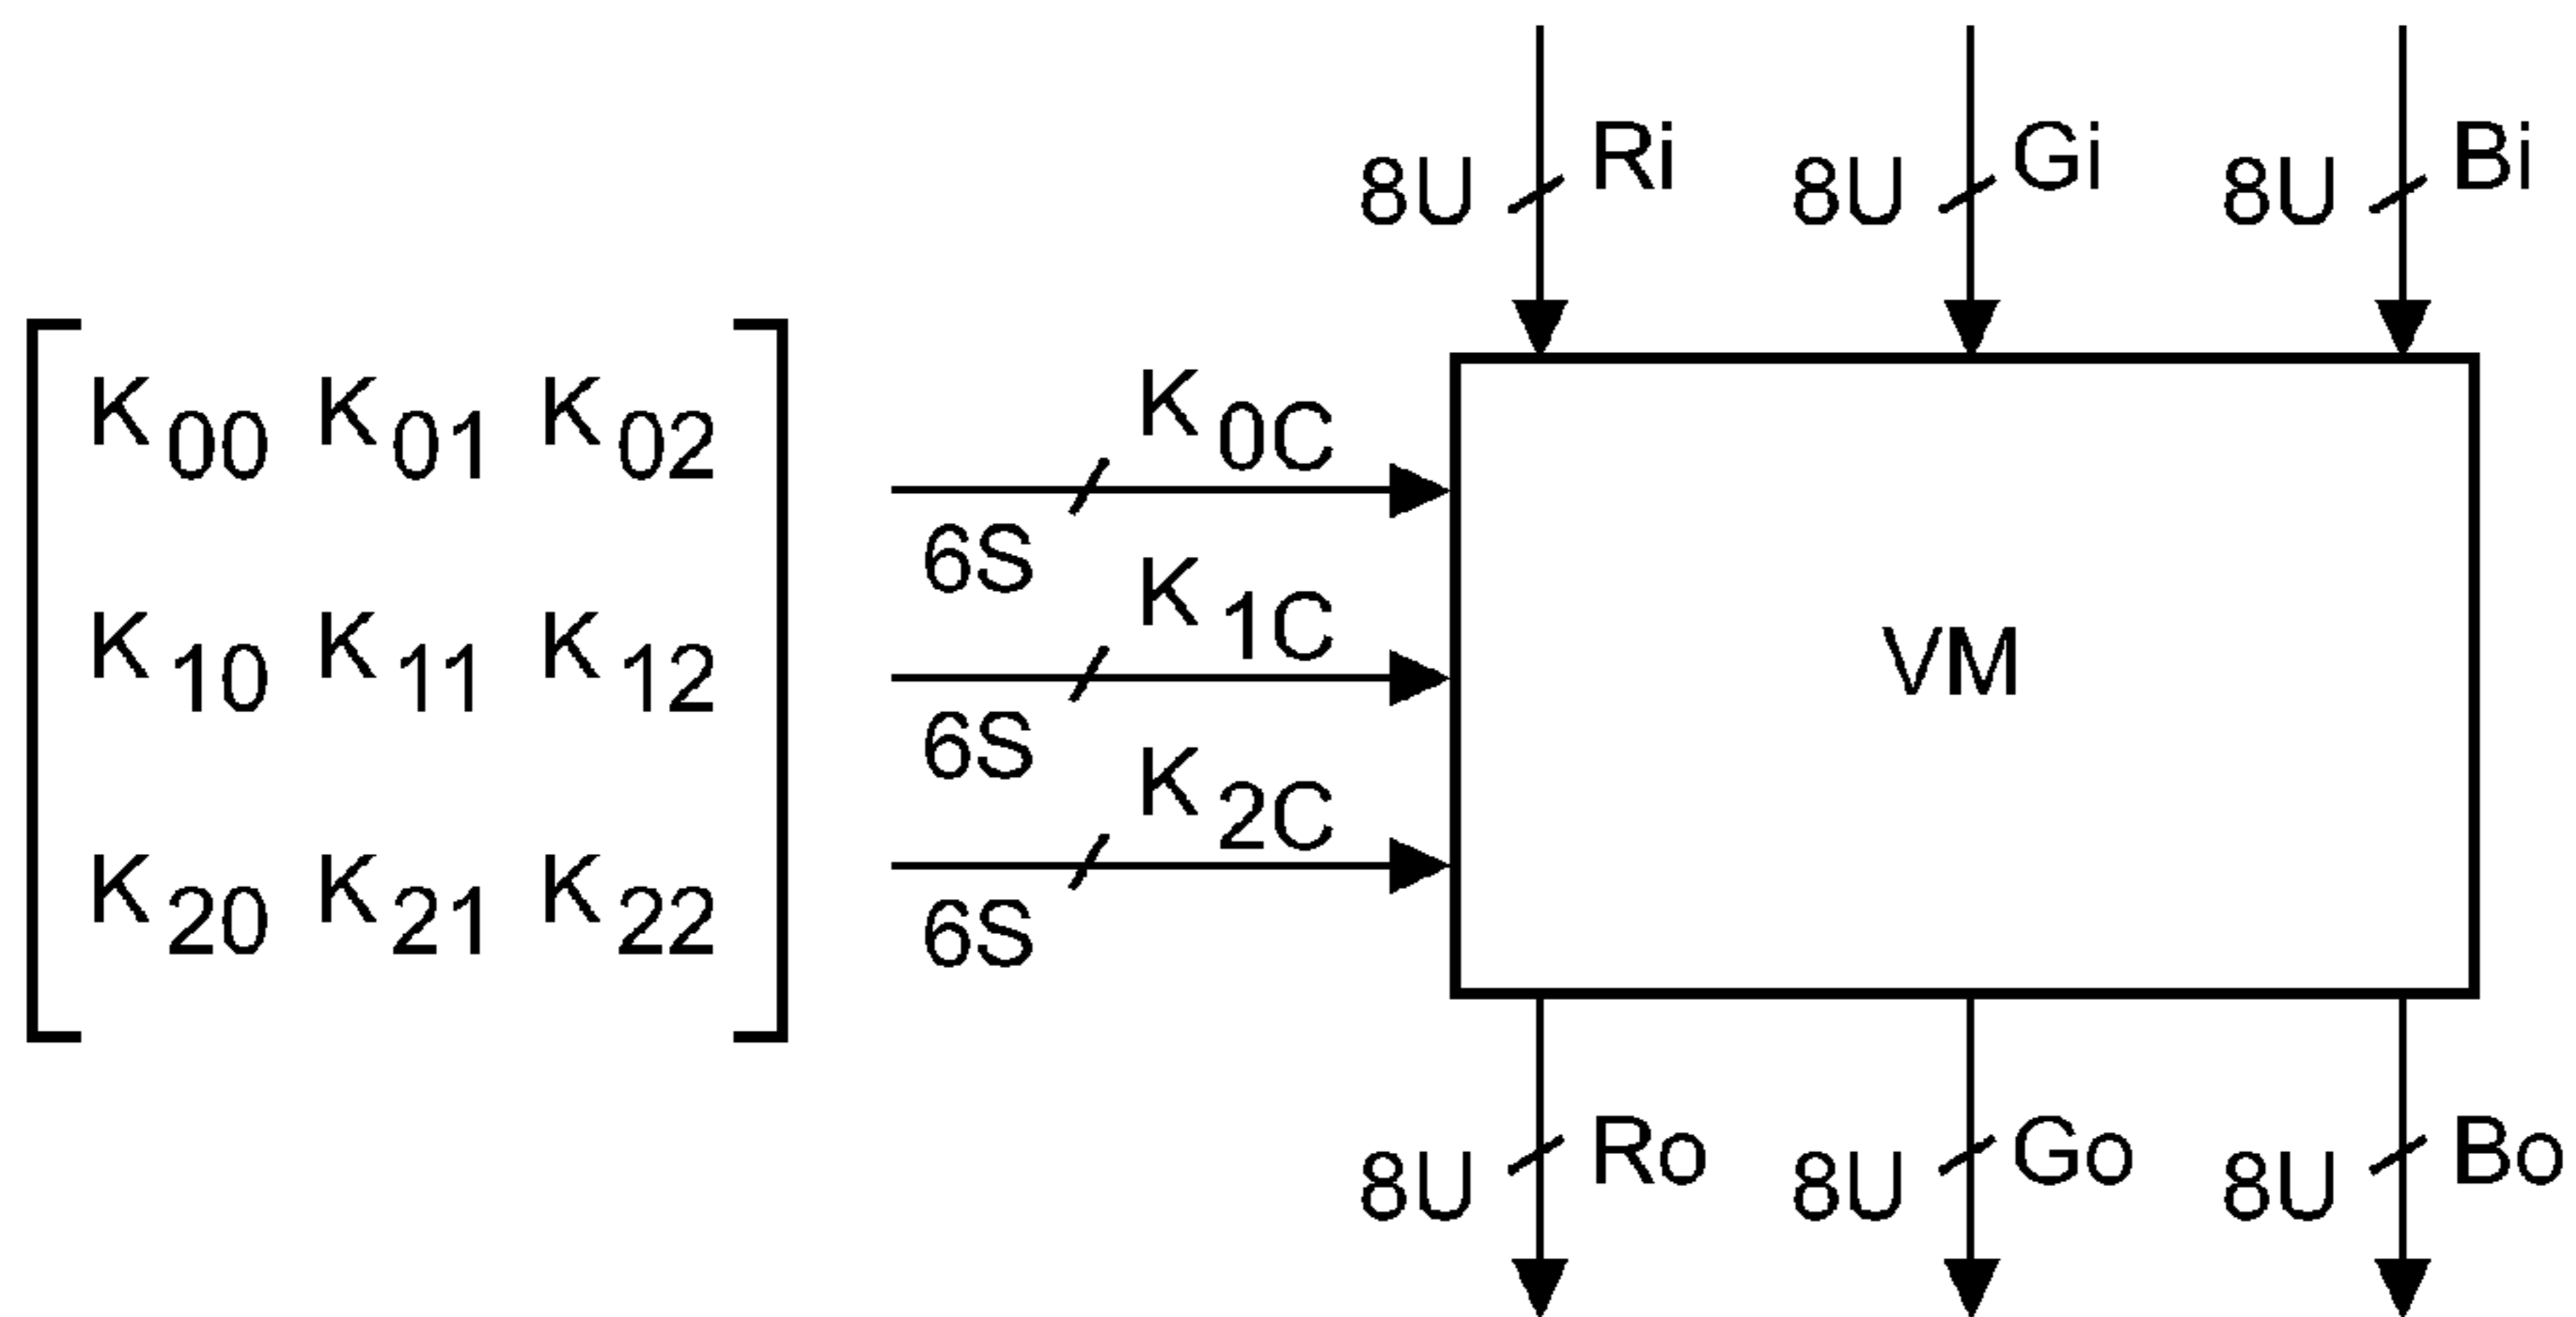 8U Ri 8U Gi 8U Bi
K00 K01 K02
K10 K11 K12
K20 K21 K22
K0C
6S
K1C
6S
K2C
6S
VM
8U Ro 8U Go 8U Bo